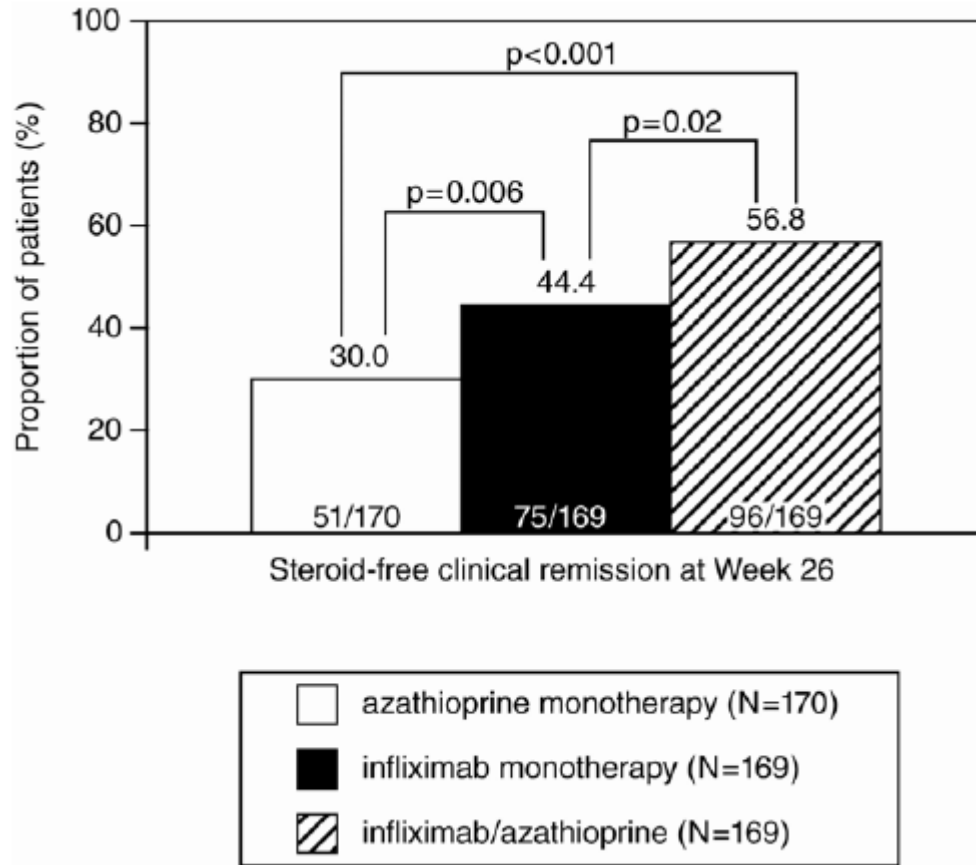 Proportion of patients (%)
100
80
60
40
20
0
p<0.001
p=0.02
p=0.006
56.8
44.4
30.0
51/170 75/169 96/169
Steroid-free clinical remission at Week 26
azathioprine monotherapy (N=170)
infliximab monotherapy (N=169)
infliximab/azathioprine (N=169)